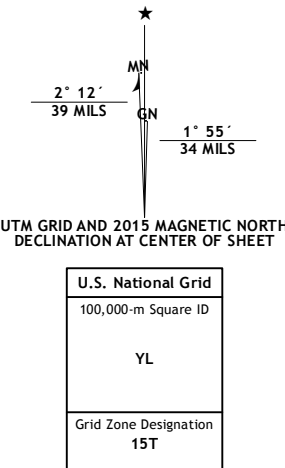 ★
MN
GN
2° 12´
39 MILS
1° 55´
34 MILS
UTM GRID AND 2015 MAGNETIC NORTH
DECLINATION AT CENTER OF SHEET
U.S. National Grid
100,000-m Square ID
YL
Grid Zone Designation
15T